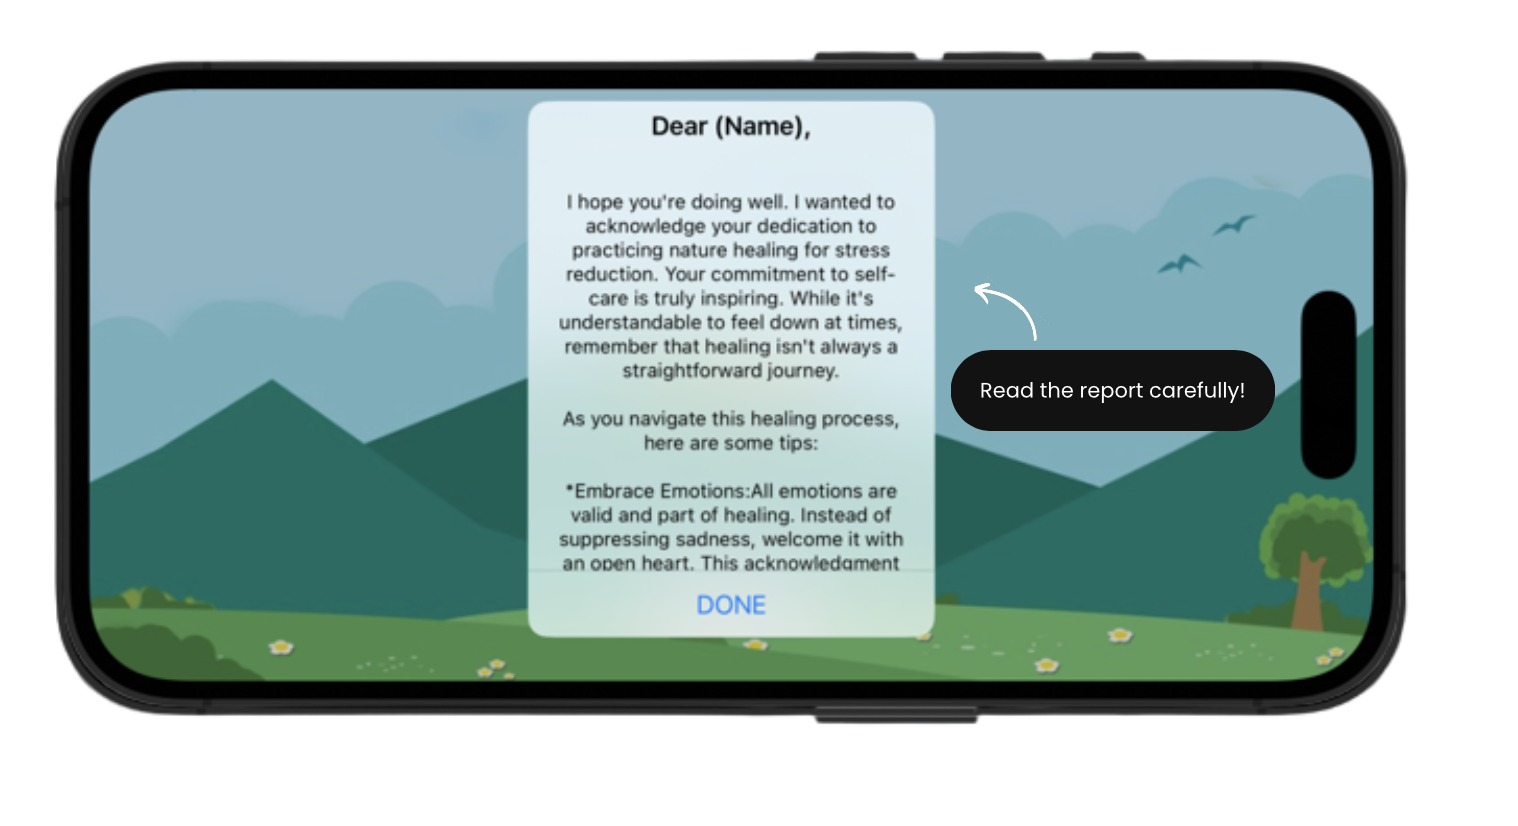 Dear (Name),
I hope you're doing well. I wanted to
acknowledge your dedication to
practicing nature healing for stress
reduction. Your commitment to self-
care is truly inspiring. While it's
understandable to feel down at times,
remember that healing isn't always a
straightforward journey.
As you navigate this healing process,
here are some tips:
*Embrace Emotions:All emotions are
valid and part of healing. Instead of
suppressing sadness, welcome it with
an open heart. This acknowledgment
DONE
Read the report carefully!